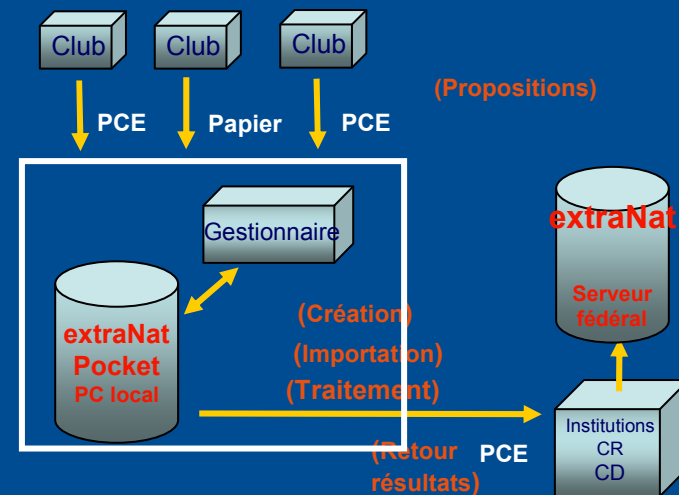 Club
Club
Club
(Propositions)
PCE
Papier
PCE
Gestionnaire
extraNat
Serveur
fédéral
extraNat
Pocket
PC local
(Création)
(Importation)
(Traitement)
Institutions
CR
CD
(Retour
résultats)
PCE